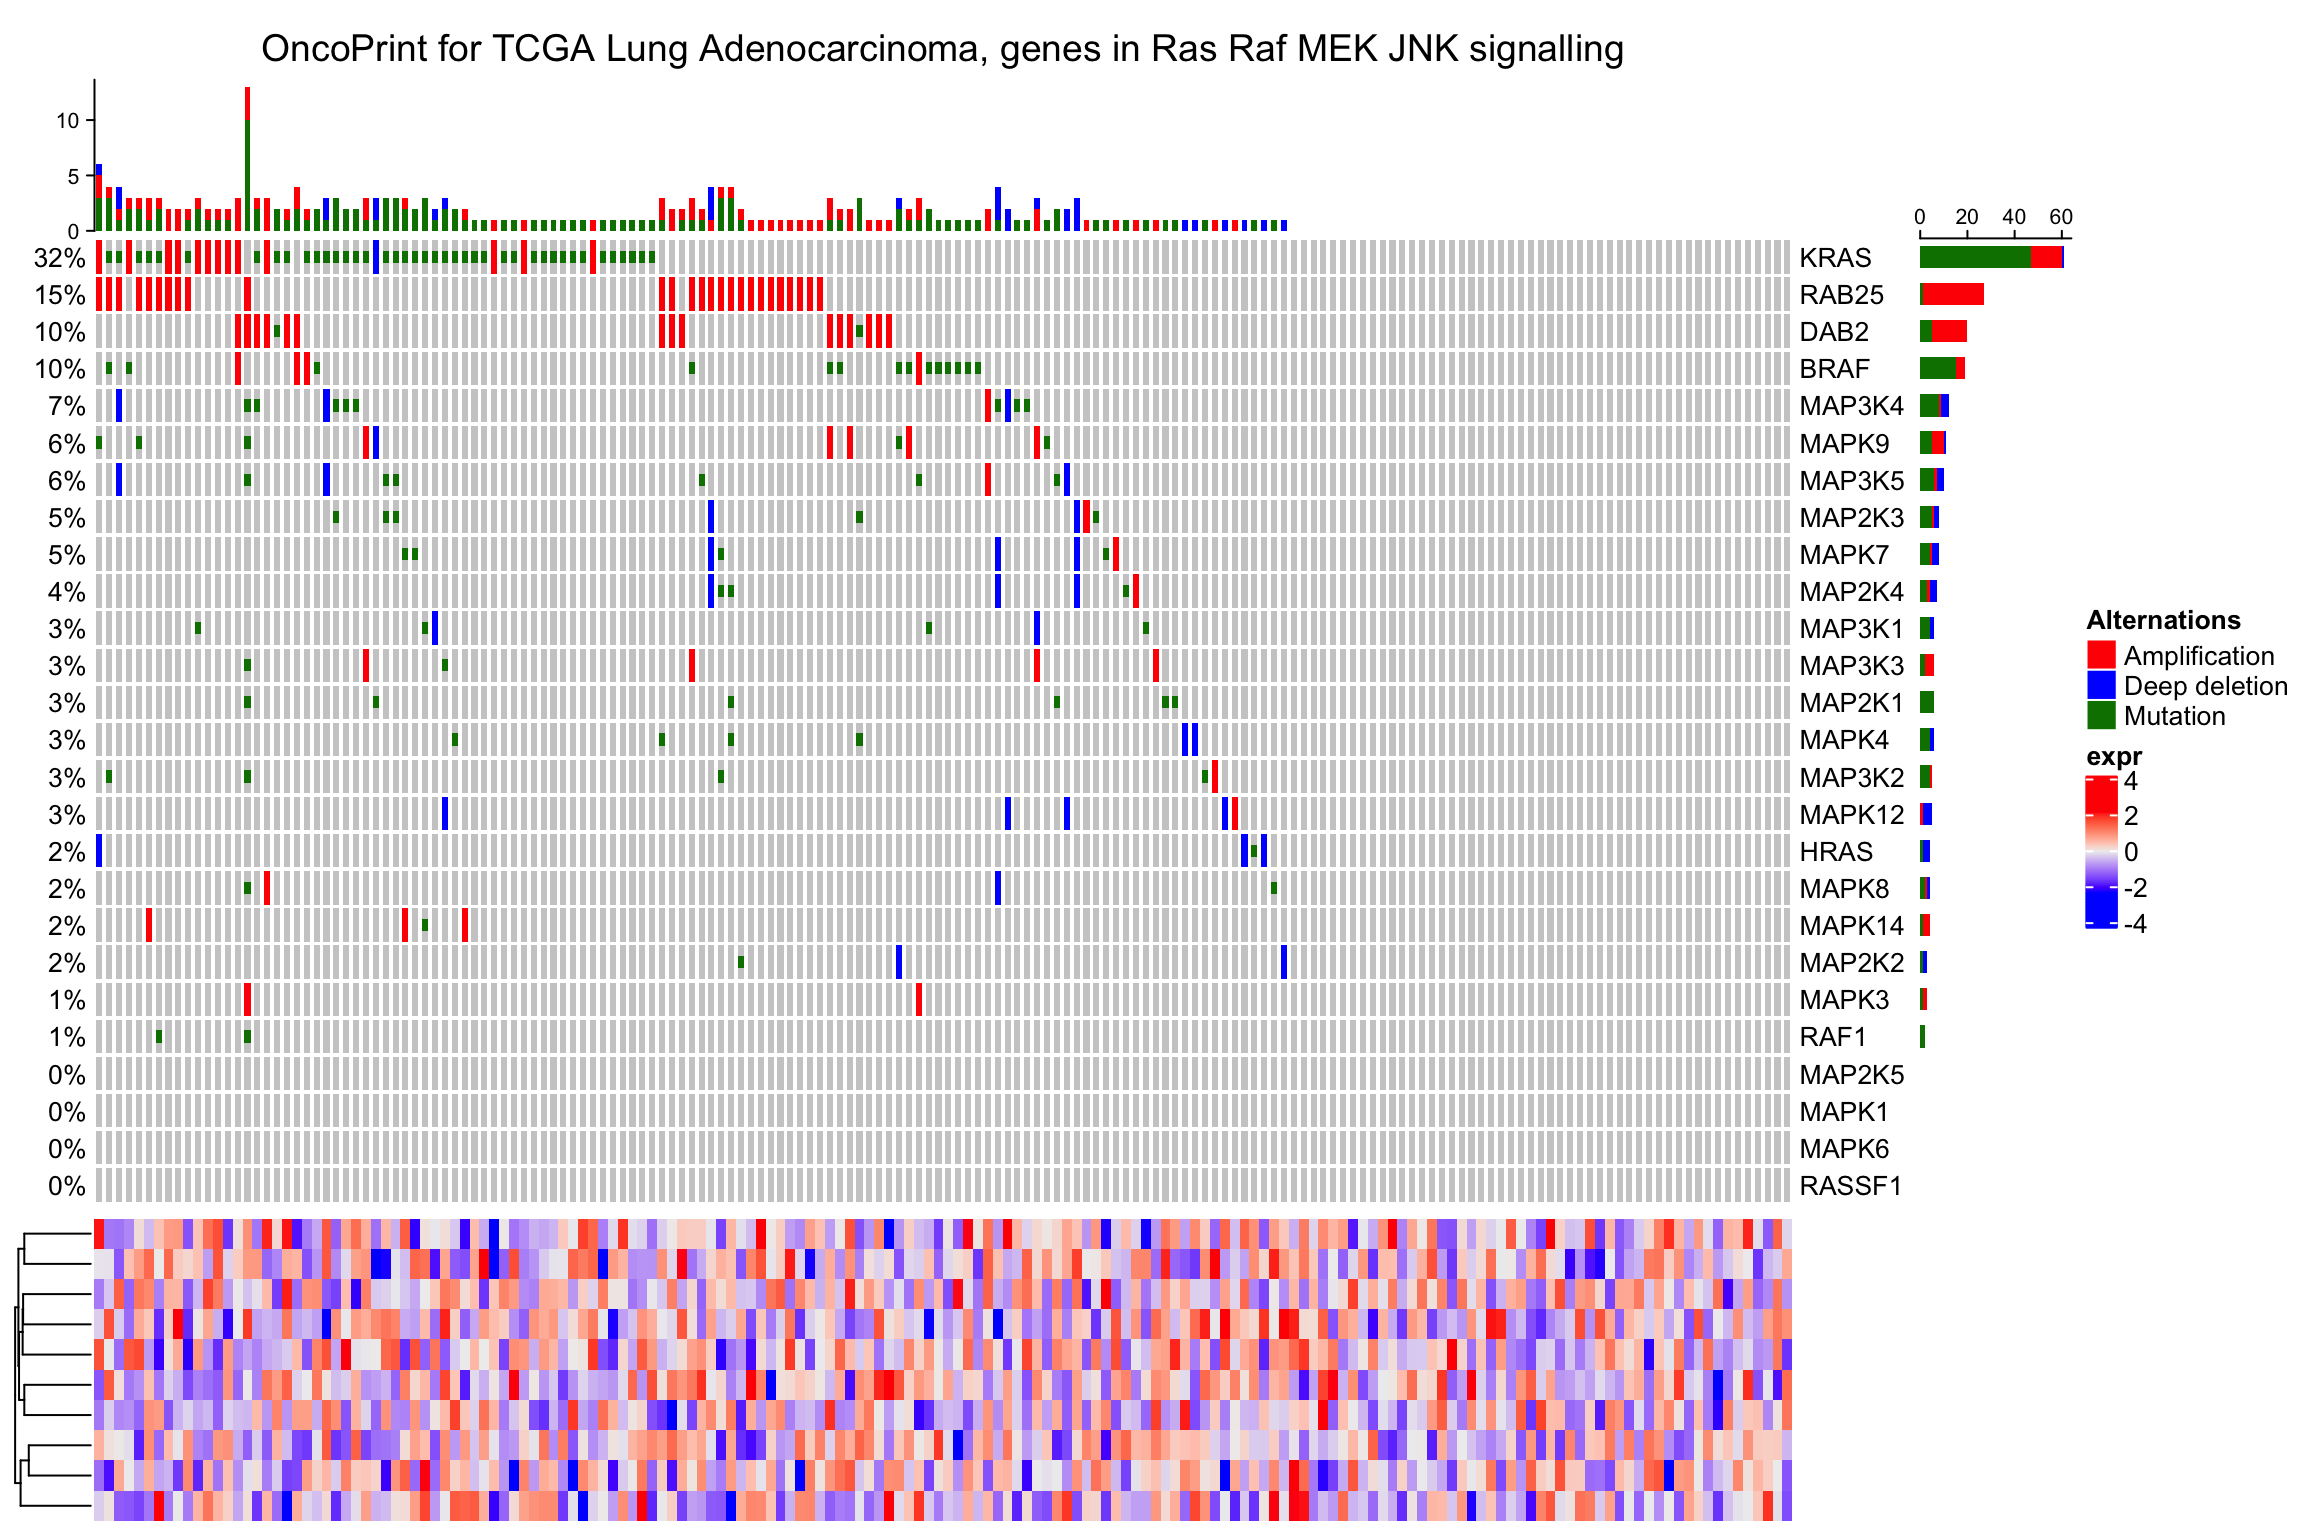 OncoPrint for TCGA Lung Adenocarcinoma, genes in Ras Raf MEK JNK signalling
10
5
0
0 20 40 60
32% KRAS
15% RAB25
10% DAB2
10% BRAF
7% MAP3K4
6% MAPK9
6% MAP3K5
5% MAP2K3
5% MAPK7
4% MAP2K4
3% MAP3K1
3% MAP3K3
3% MAP2K1
3% MAPK4
3% MAP3K2
3% MAPK12
2% HRAS
2% MAPK8
2% MAPK14
2% MAP2K2
1% MAPK3
1% RAF1
0% MAP2K5
0% MAPK1
0% MAPK6
0% RASSF1
Alternations
Amplification
Deep deletion
Mutation
expr
4
2
0
-2
-4